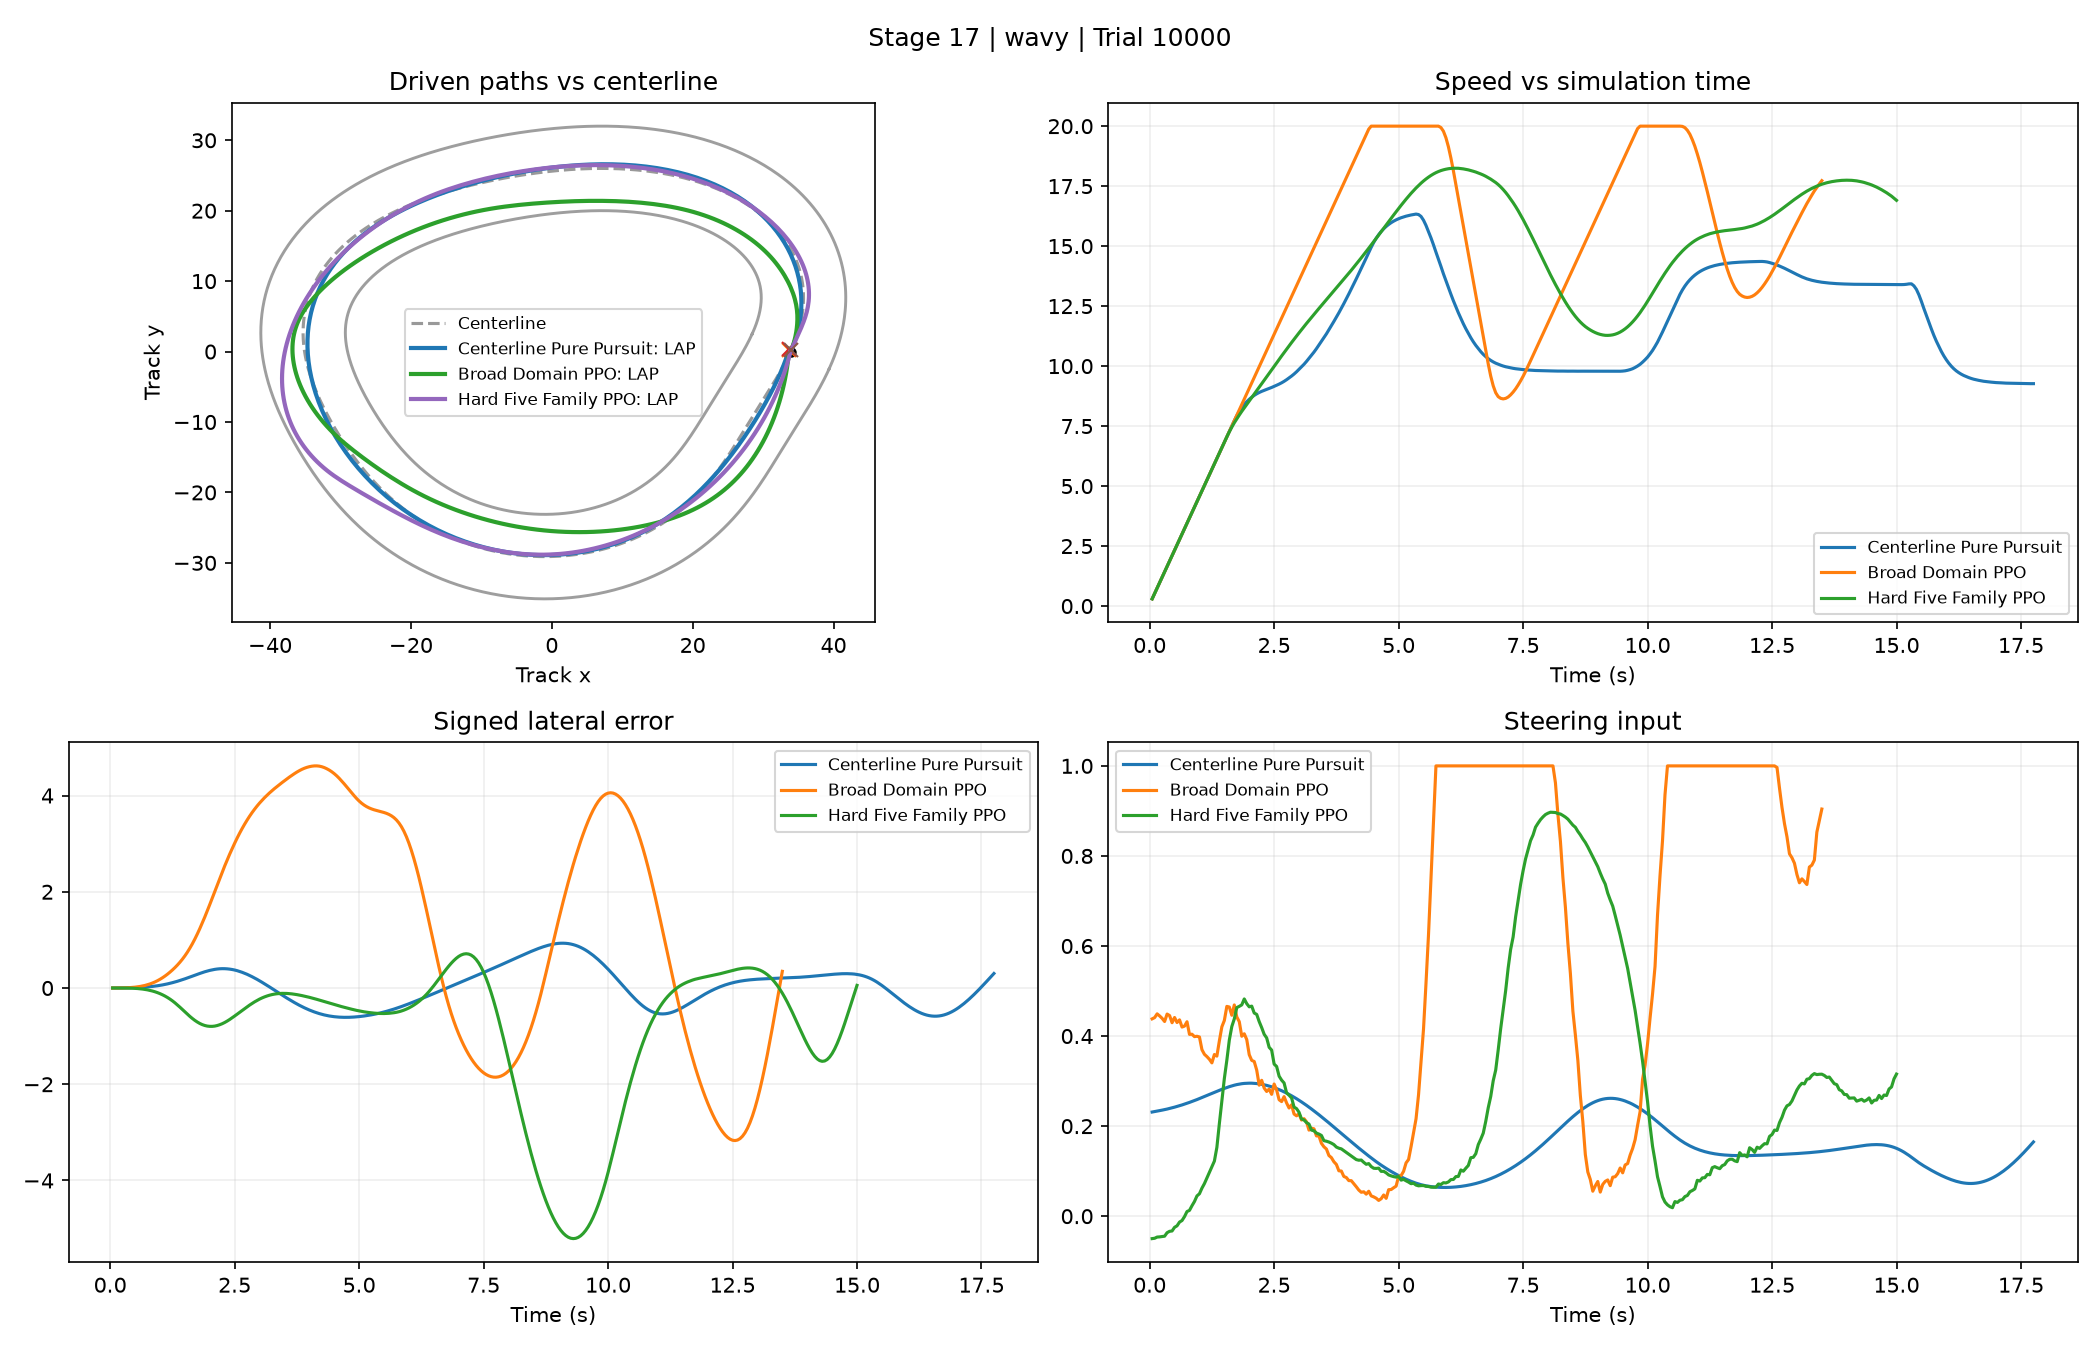 Stage 17 | wavy | Trial 10000
Driven paths vs centerline
30
20
10
0
−10
−20
−30
Track y
−40
−20
0
20
40
Track x
Centerline
Centerline Pure Pursuit: LAP
Broad Domain PPO: LAP
Hard Five Family PPO: LAP
Speed vs simulation time
20.0
17.5
15.0
12.5
10.0
7.5
5.0
2.5
0.0
0.0
2.5
5.0
7.5
10.0
12.5
15.0
17.5
Time (s)
Centerline Pure Pursuit
Broad Domain PPO
Hard Five Family PPO
Signed lateral error
4
2
0
−2
−4
0.0
2.5
5.0
7.5
10.0
12.5
15.0
17.5
Time (s)
Centerline Pure Pursuit
Broad Domain PPO
Hard Five Family PPO
Steering input
1.0
0.8
0.6
0.4
0.2
0.0
0.0
2.5
5.0
7.5
10.0
12.5
15.0
17.5
Time (s)
Centerline Pure Pursuit
Broad Domain PPO
Hard Five Family PPO